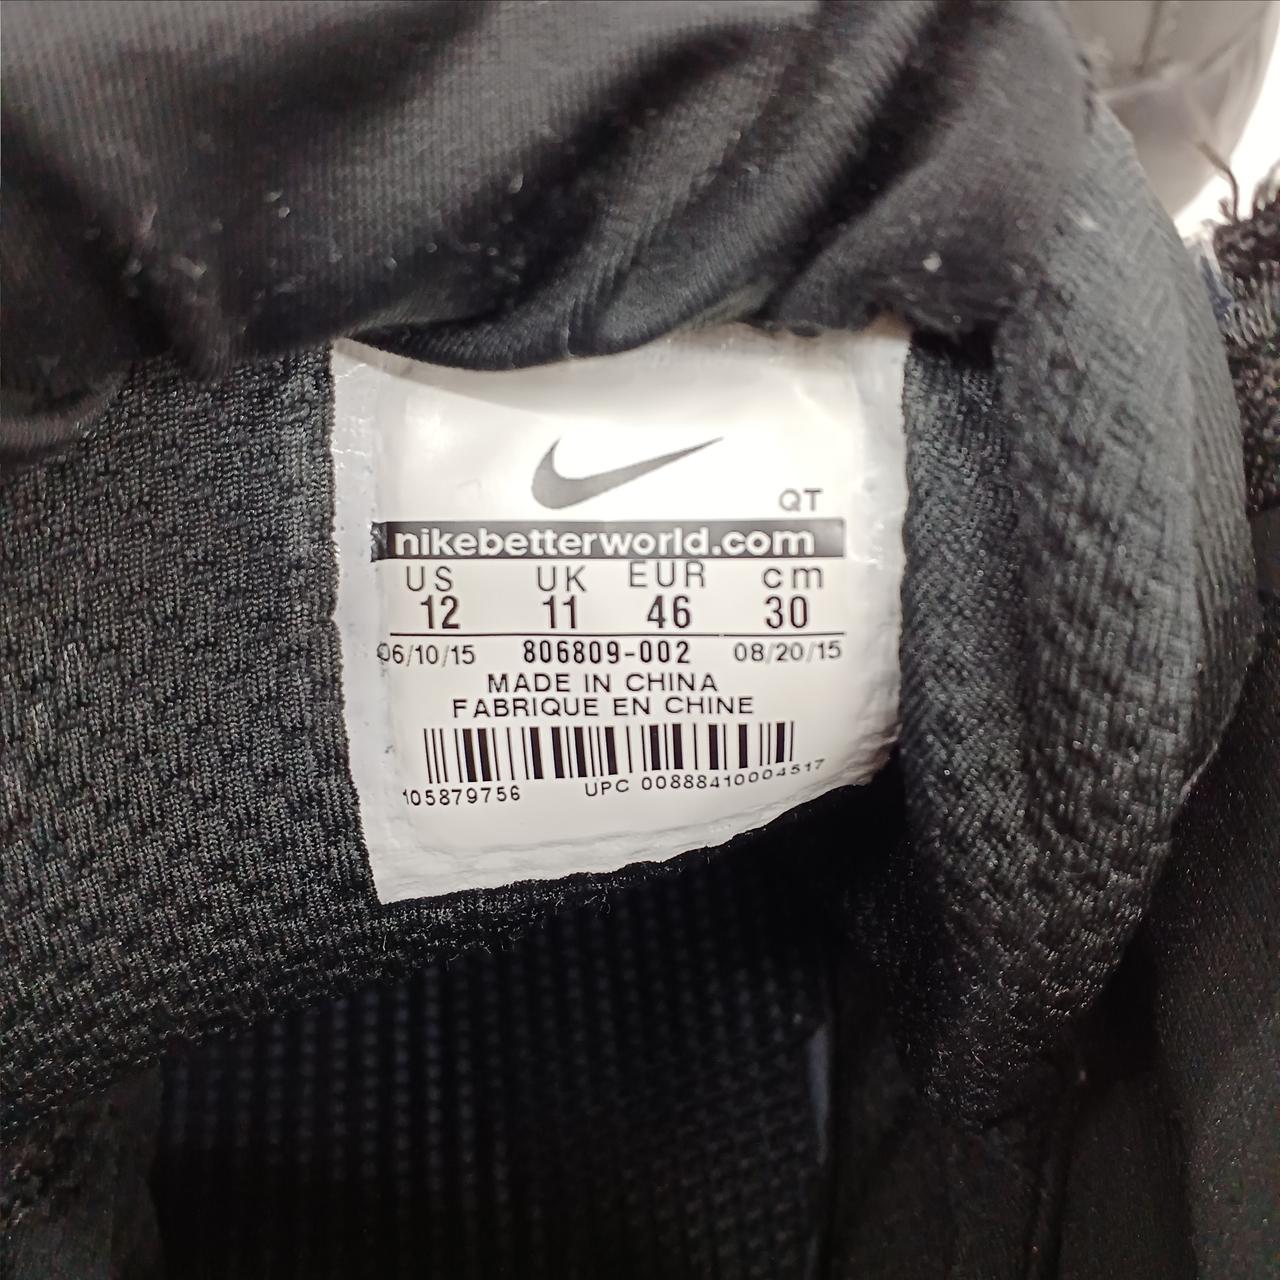 QT
nikebetterworld.com
US UK EUR cm
12 11 46 30
06/10/15 806809-002 08/20/15
MADE IN CHINA
FABRIQUE EN CHINE
105879756 UPC 00888410004517